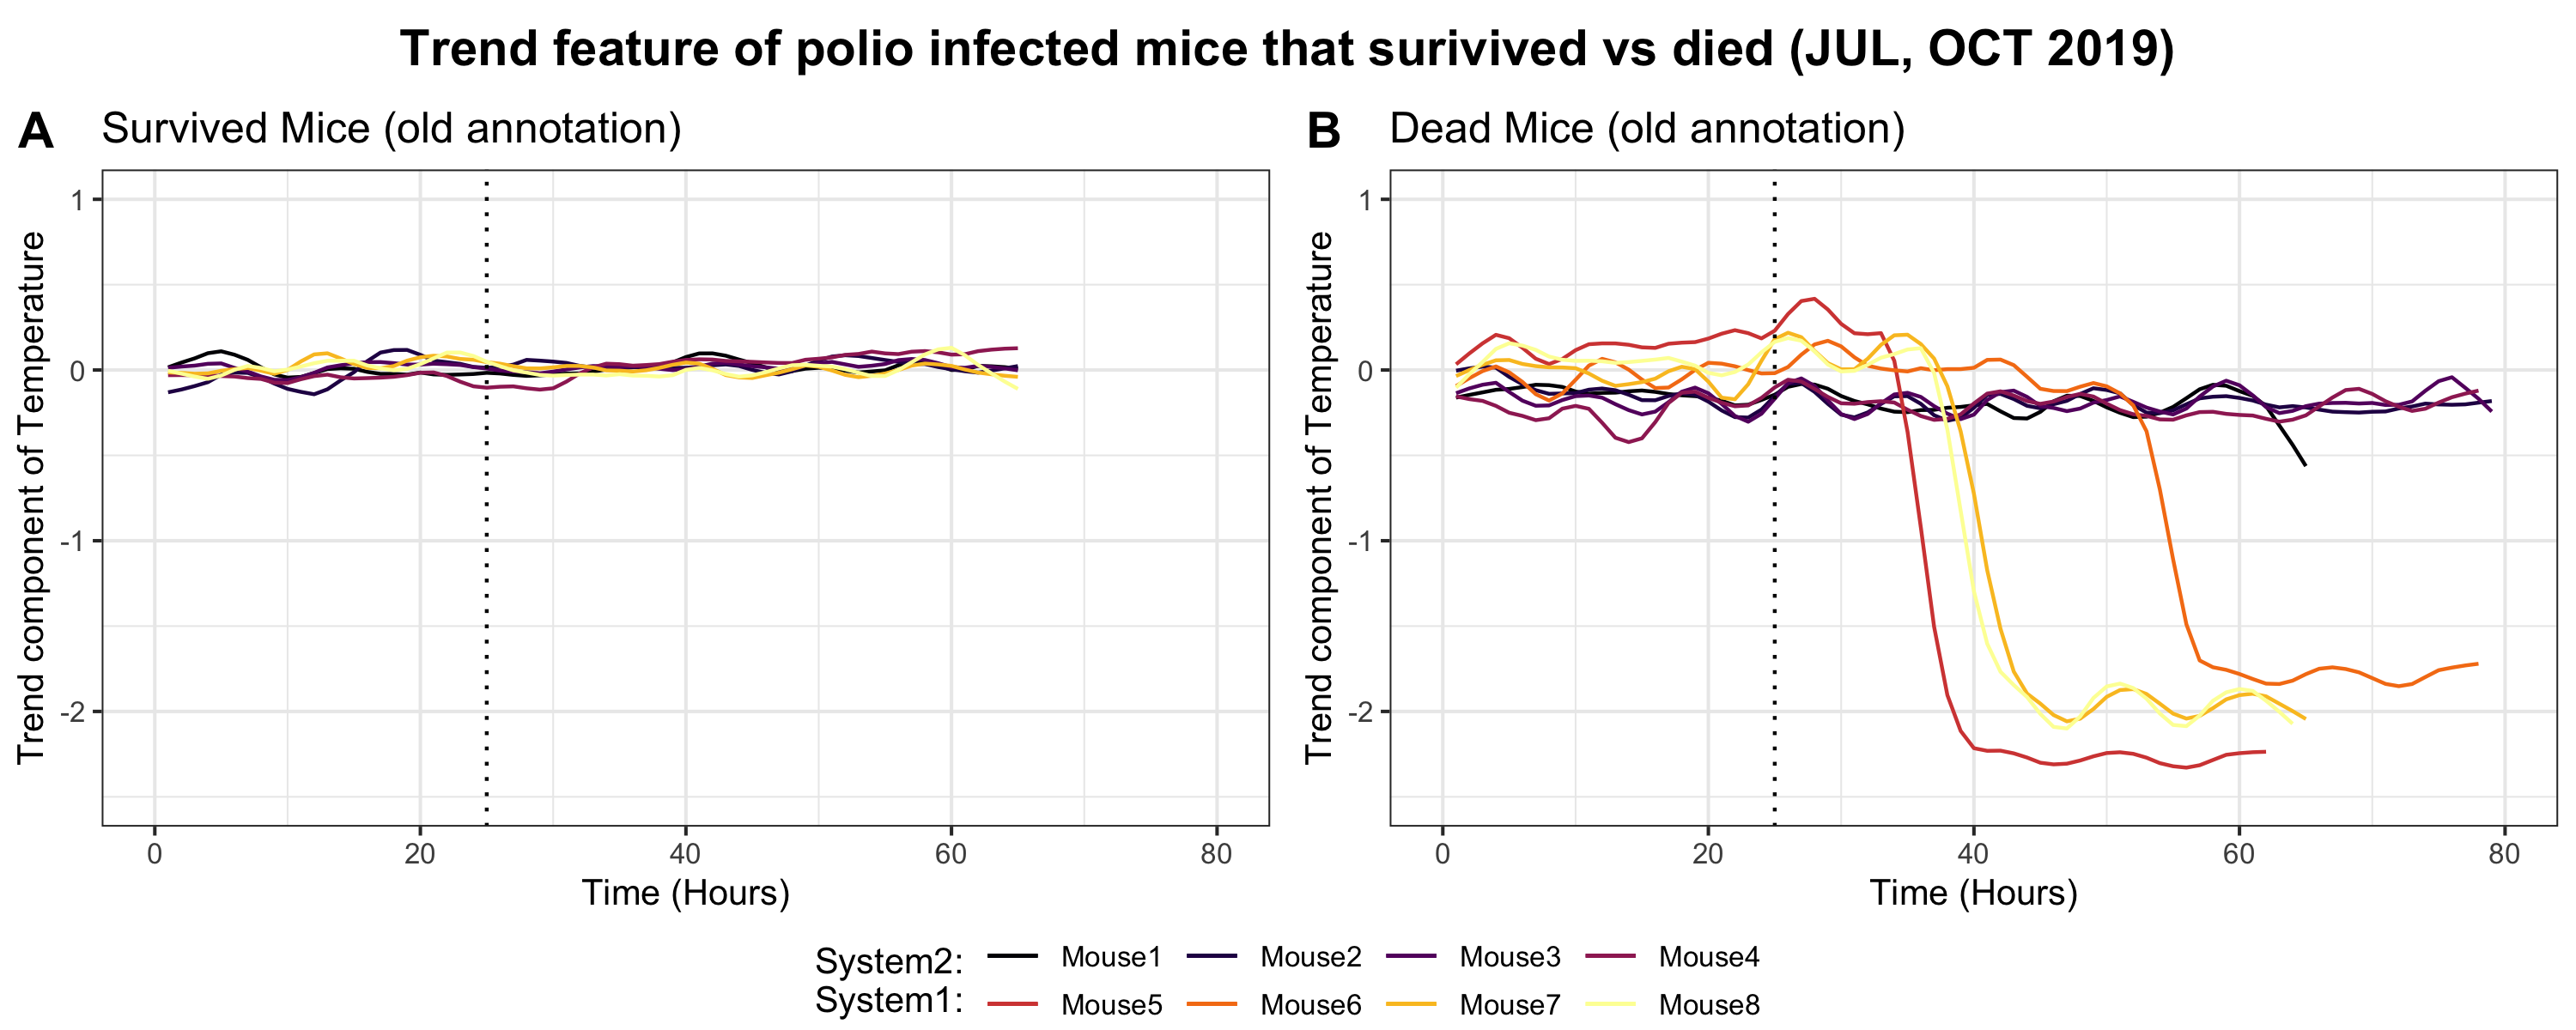 Trend feature of polio infected mice that surivived vs died (JUL, OCT 2019)
A Survived Mice (old annotation)
Trend component of Temperature
1
0
-1
-2
0 20 40 60 80
Time (Hours)
B Dead Mice (old annotation)
Trend component of Temperature
1
0
-1
-2
0 20 40 60 80
Time (Hours)
System2: Mouse1 Mouse2 Mouse3 Mouse4
System1: Mouse5 Mouse6 Mouse7 Mouse8